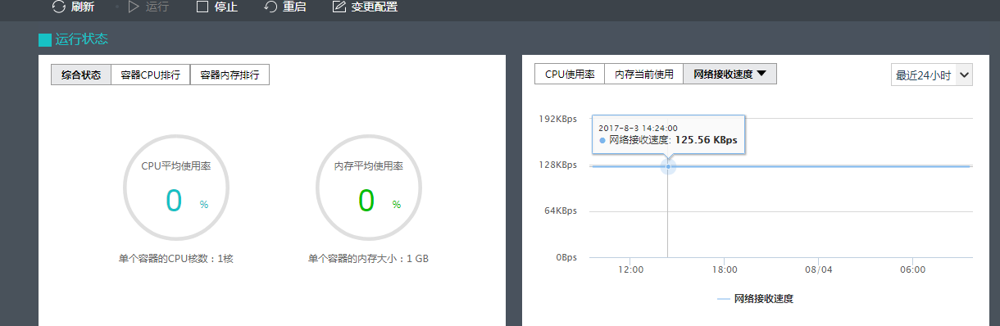 刷新 运行 停止 重启 变更配置
运行状态
综合状态 容器CPU排行 容器内存排行
CPU平均使用率
0 %
单个容器的CPU核数：1核
内存平均使用率
0 %
单个容器的内存大小：1 GB
CPU使用率 内存当前使用 网络接收速度
最近24小时
192KBps
2017-8-3 14:24:00
网络接收速度: 125.56 KBps
128KBps
64KBps
0Bps
12:00 18:00 08/04 06:00
网络接收速度